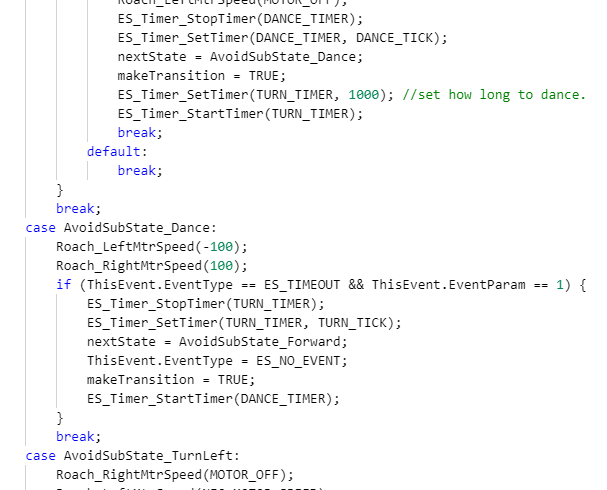 Roach_LeftMtrSpeed(MOTOR_OFF);
ES_Timer_StopTimer(DANCE_TIMER);
ES_Timer_SetTimer(DANCE_TIMER, DANCE_TICK);
nextState = AvoidSubState_Dance;
makeTransition = TRUE;
ES_Timer_SetTimer(TURN_TIMER, 1000); //set how long to dance.
ES_Timer_StartTimer(TURN_TIMER);
break;
default:
break;
}
break;
case AvoidSubState_Dance:
Roach_LeftMtrSpeed(-100);
Roach_RightMtrSpeed(100);
if (ThisEvent.EventType == ES_TIMEOUT && ThisEvent.EventParam == 1) {
ES_Timer_StopTimer(TURN_TIMER);
ES_Timer_SetTimer(TURN_TIMER, TURN_TICK);
nextState = AvoidSubState_Forward;
ThisEvent.EventType = ES_NO_EVENT;
makeTransition = TRUE;
ES_Timer_StartTimer(DANCE_TIMER);
}
break;
case AvoidSubState_TurnLeft:
Roach_RightMtrSpeed(MOTOR_OFF);